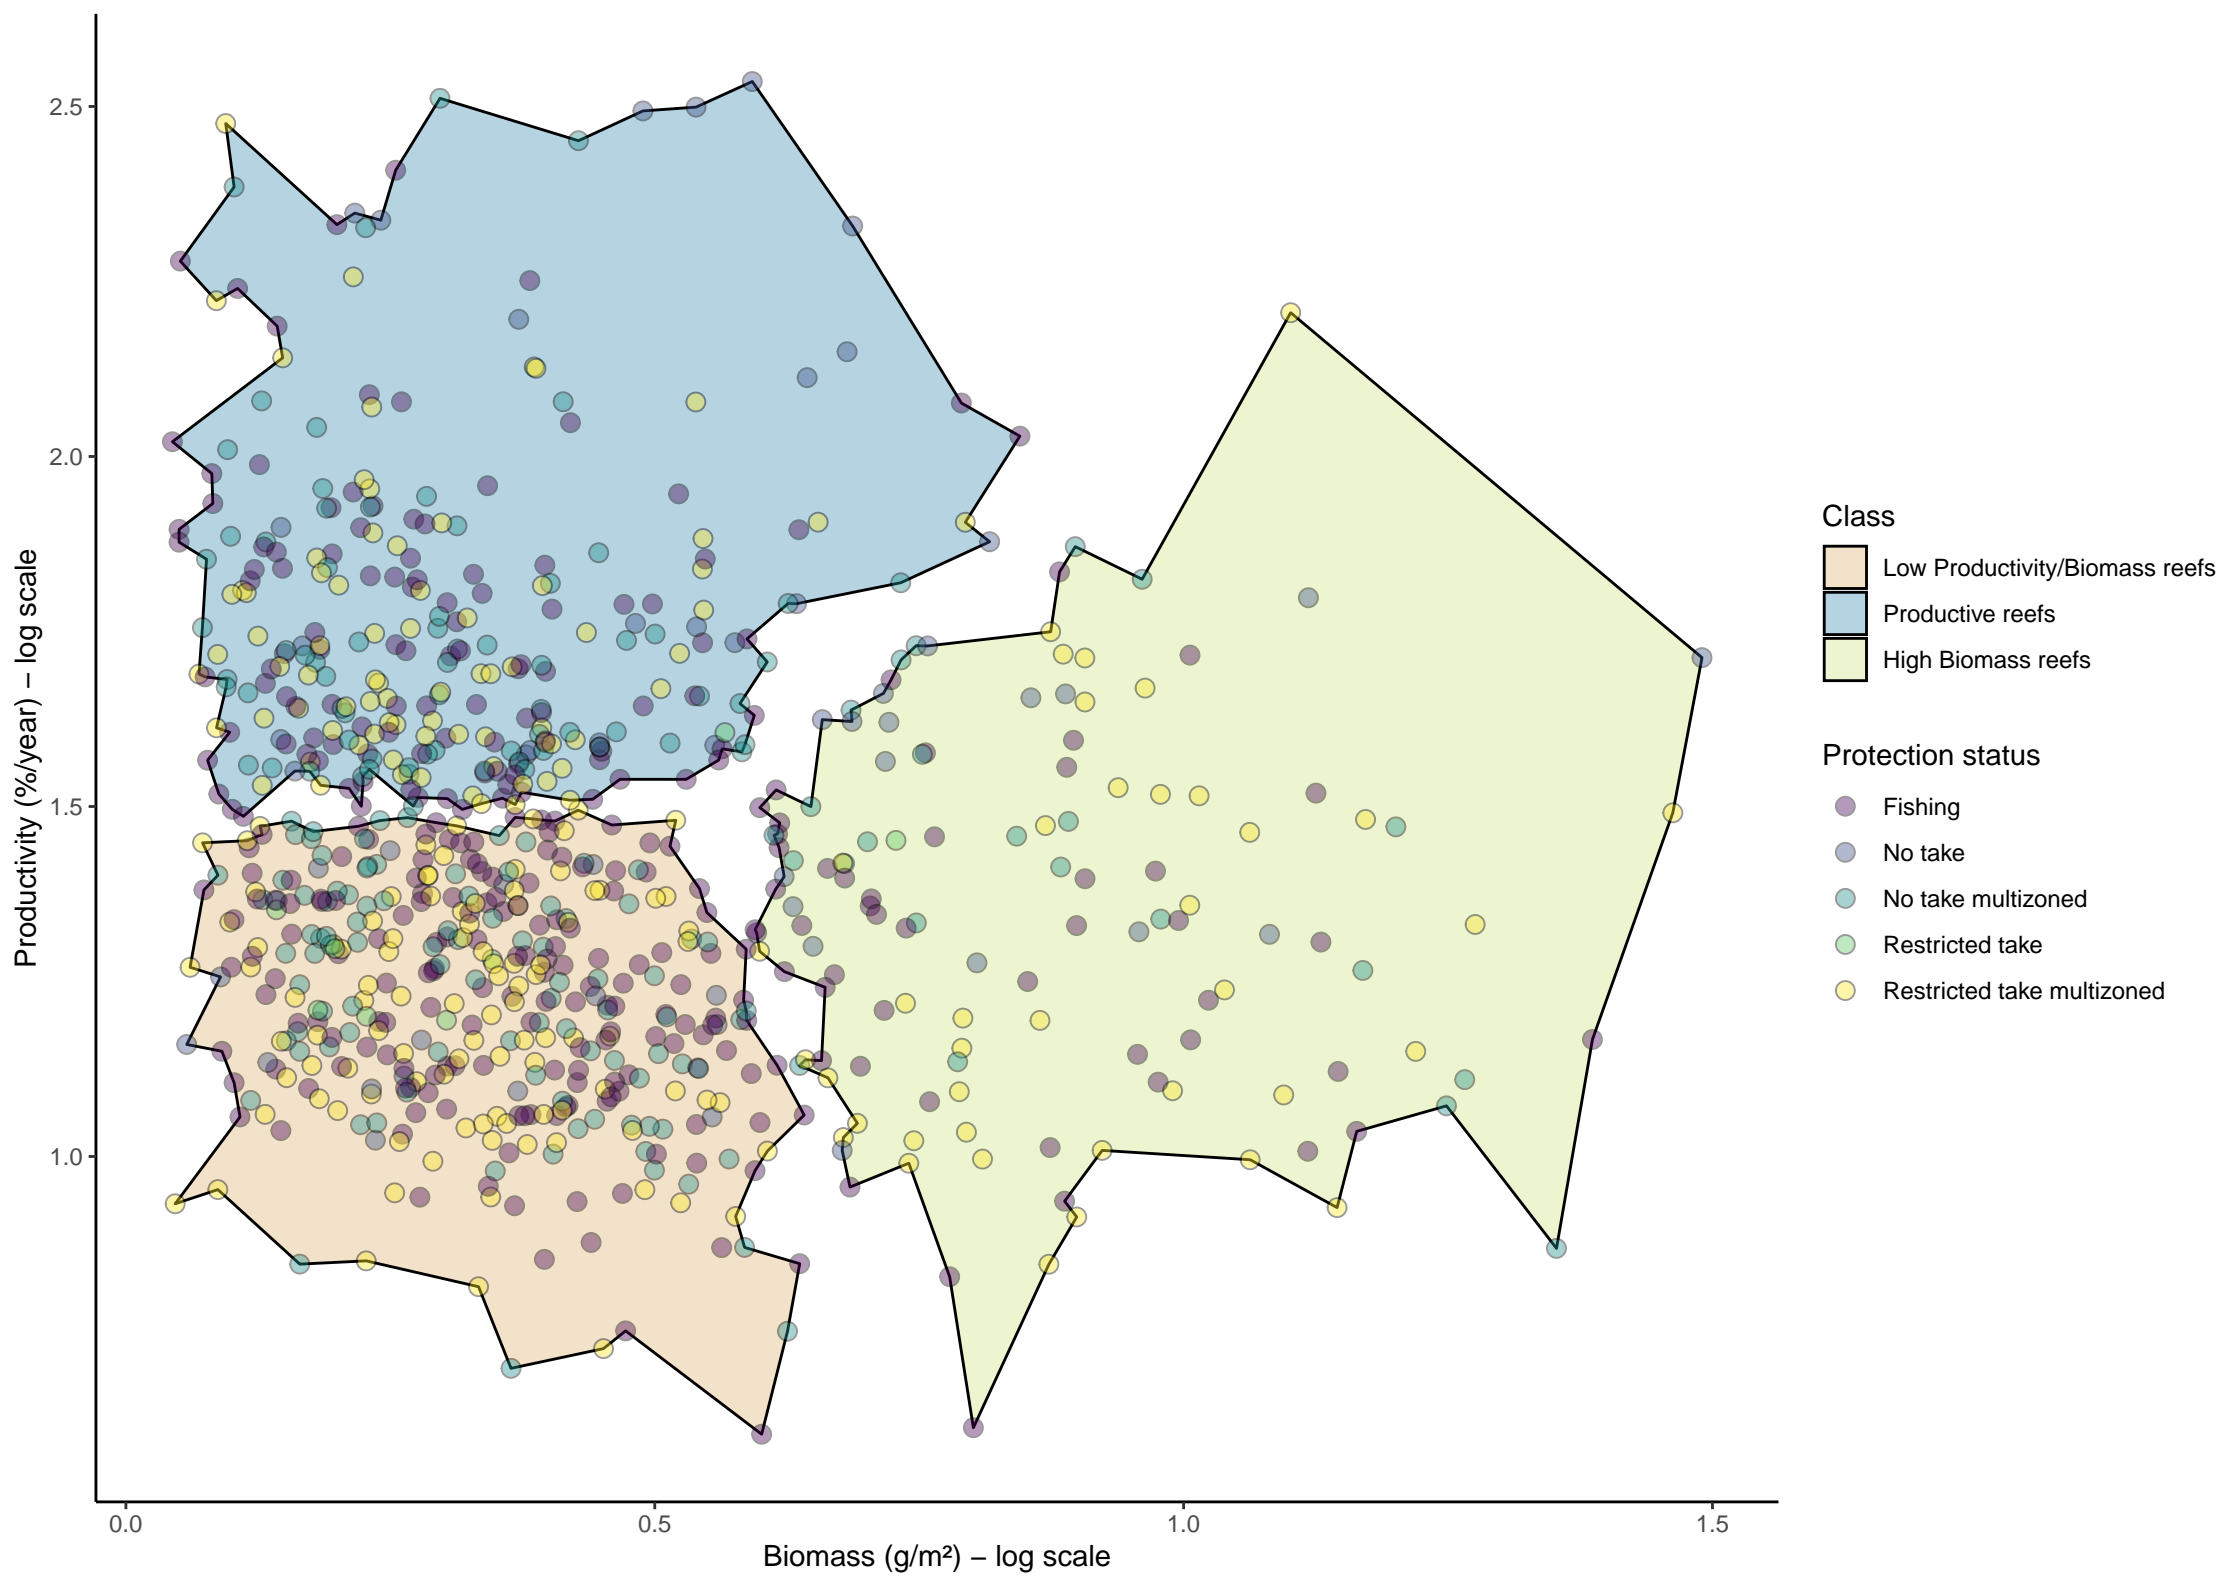 2.5
2.0
1.5
1.0
Productivity (%/year) – log scale
0.0
0.5
1.0
1.5
Biomass (g/m²) – log scale
Class
Low Productivity/Biomass reefs
Productive reefs
High Biomass reefs
Protection status
Fishing
No take
No take multizoned
Restricted take
Restricted take multizoned